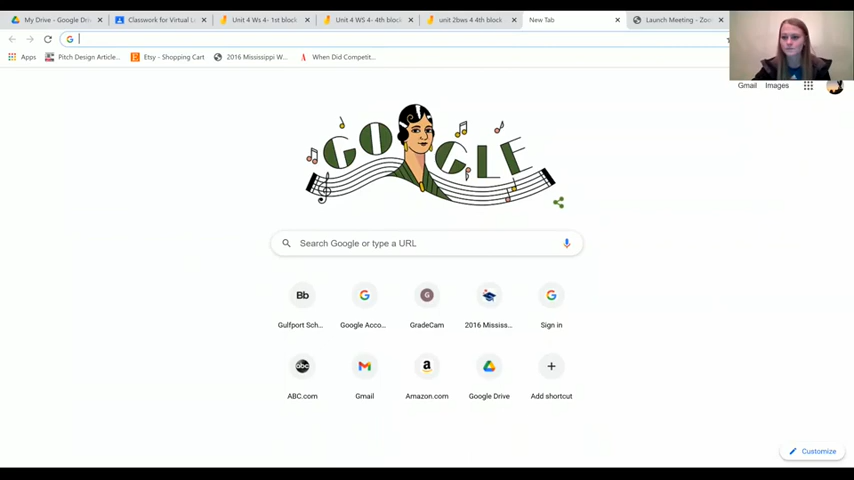 My Drive - Google Dri
Classwork for Virtual L
Unit 4 Ws 4- 1st block
Unit 4 WS 4- 4th block
unit 2bws 4 4th block
New Tab
Launch Meeting - Zoo
Apps
Pitch Design Article...
Etsy - Shopping Cart
2016 Mississippi W...
When Did Competit...
Gmail
Images
GOOGLE
Search Google or type a URL
Bb
G
Gulfport Sch...
Google Acco...
GradeCam
2016 Mississ...
Sign in
abc
a
ABC.com
Gmail
Amazon.com
Google Drive
Add shortcut
Customize